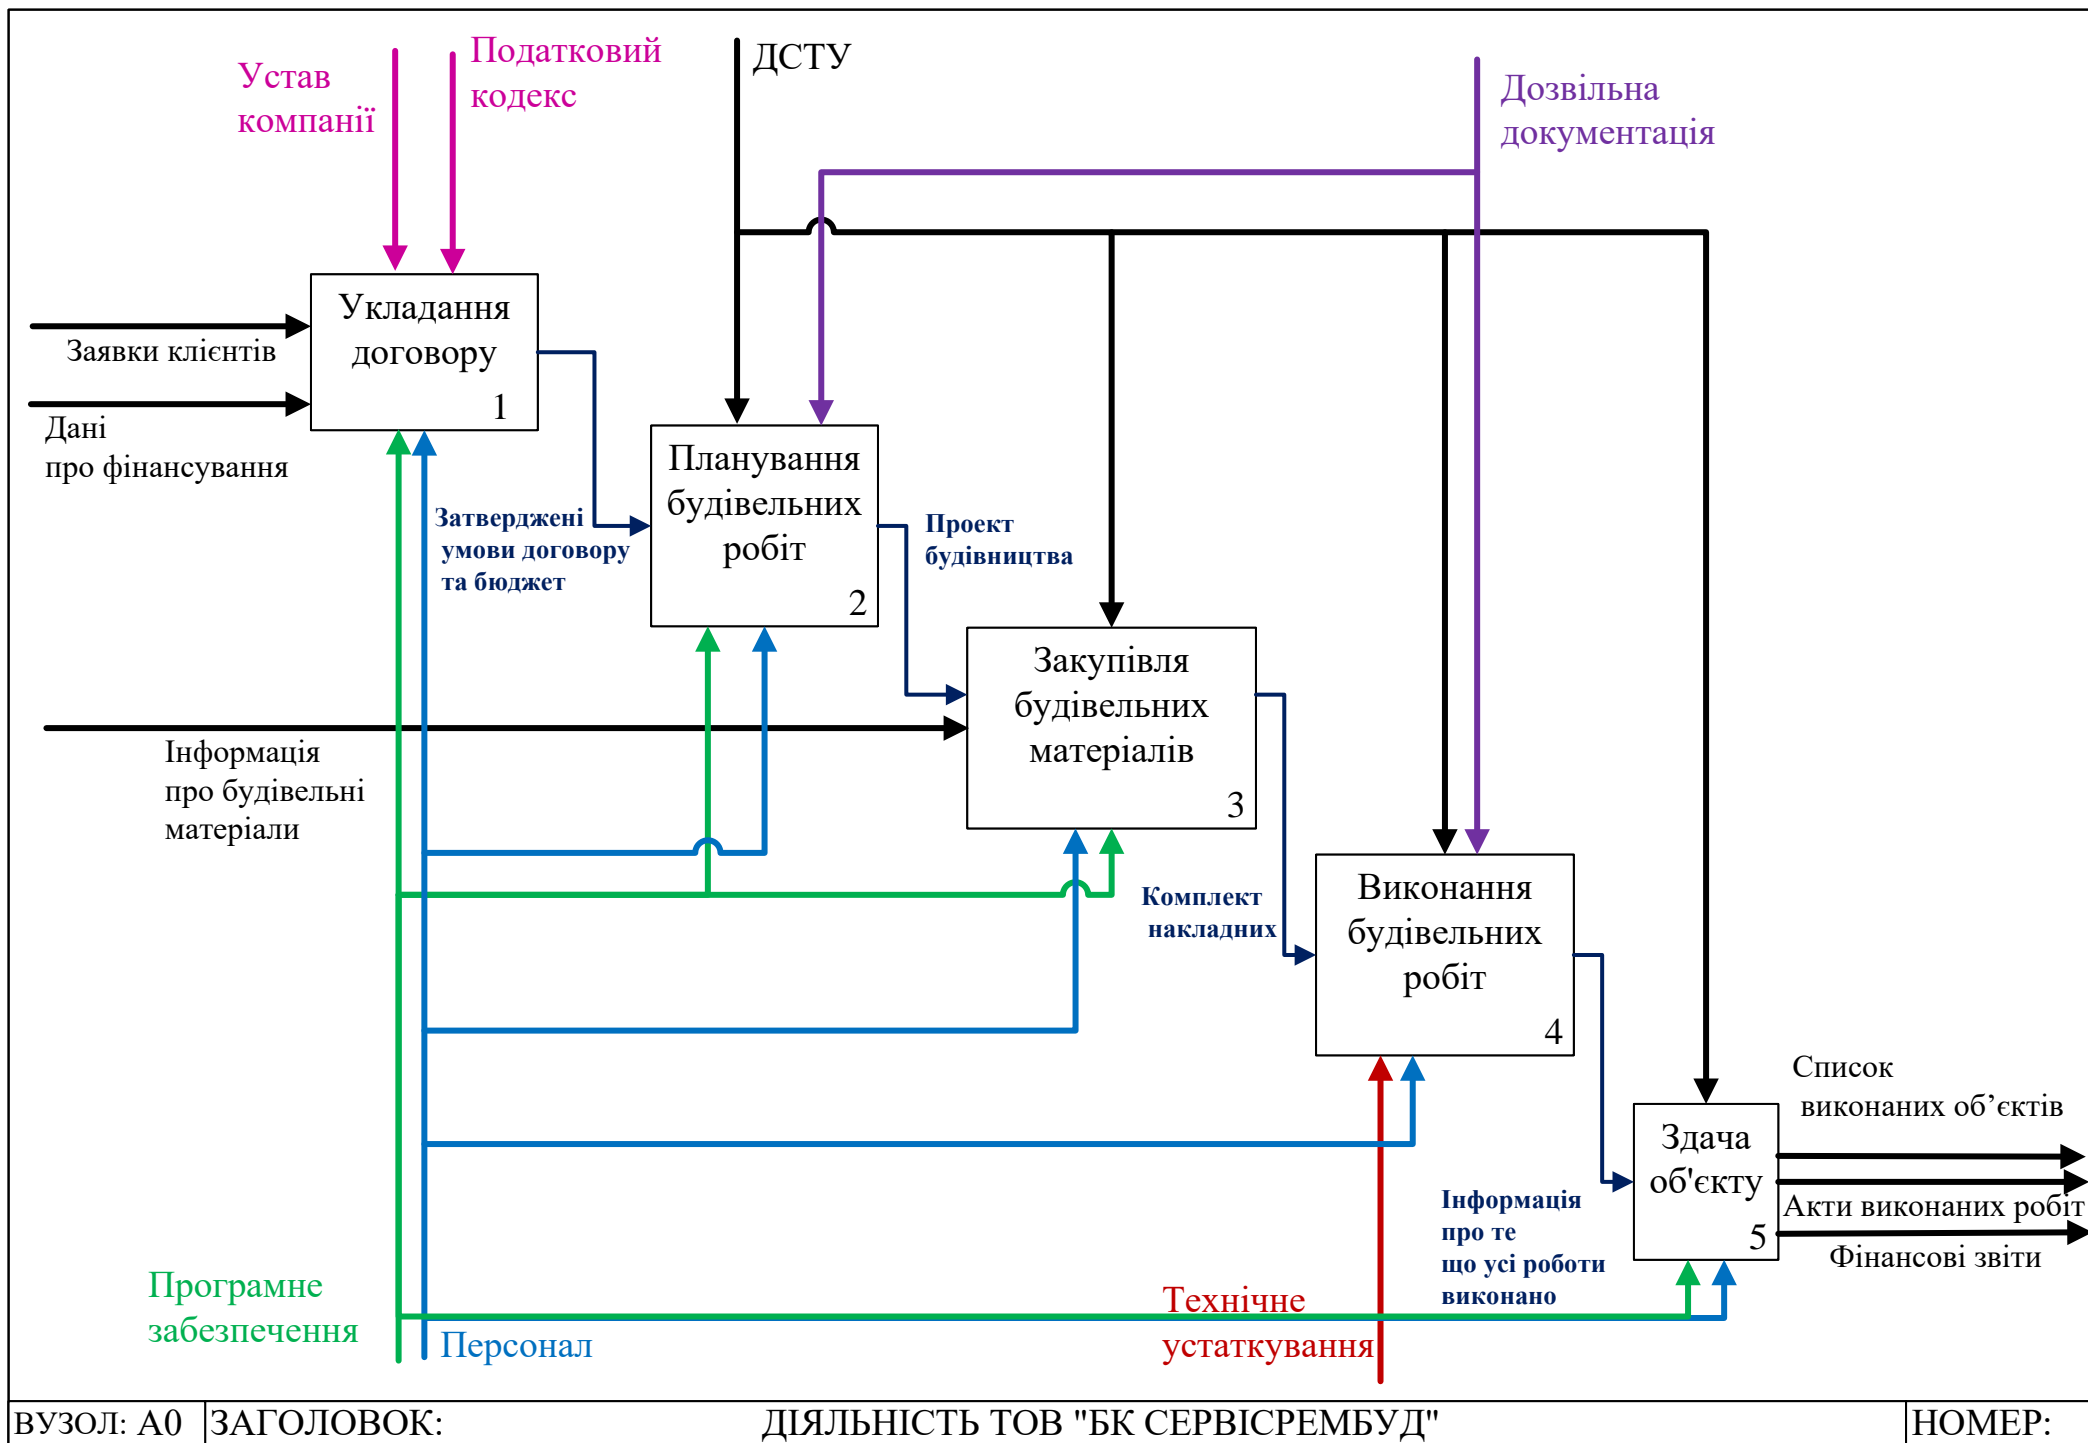 Устав
компанії
Податковий
кодекс
ДСТУ
Дозвільна
документація
Укладання
договору
1
Заявки клієнтів
Дані
про фінансування
Планування
будівельних
робіт
2
Затверджені
умови договору
та бюджет
Проект
будівництва
Закупівля
будівельних
матеріалів
3
Інформація
про будівельні
матеріали
Виконання
будівельних
робіт
4
Комплект
накладних
Список
виконаних об’єктів
Здача
об'єкту
5
Акти виконаних робіт
Фінансові звіти
Інформація
про те
що усі роботи
виконано
Програмне
забезпечення
Персонал
Технічне
устаткування
ВУЗОЛ: А0 ЗАГОЛОВОК: ДІЯЛЬНІСТЬ ТОВ "БК СЕРВІСРЕМБУД" НОМЕР: